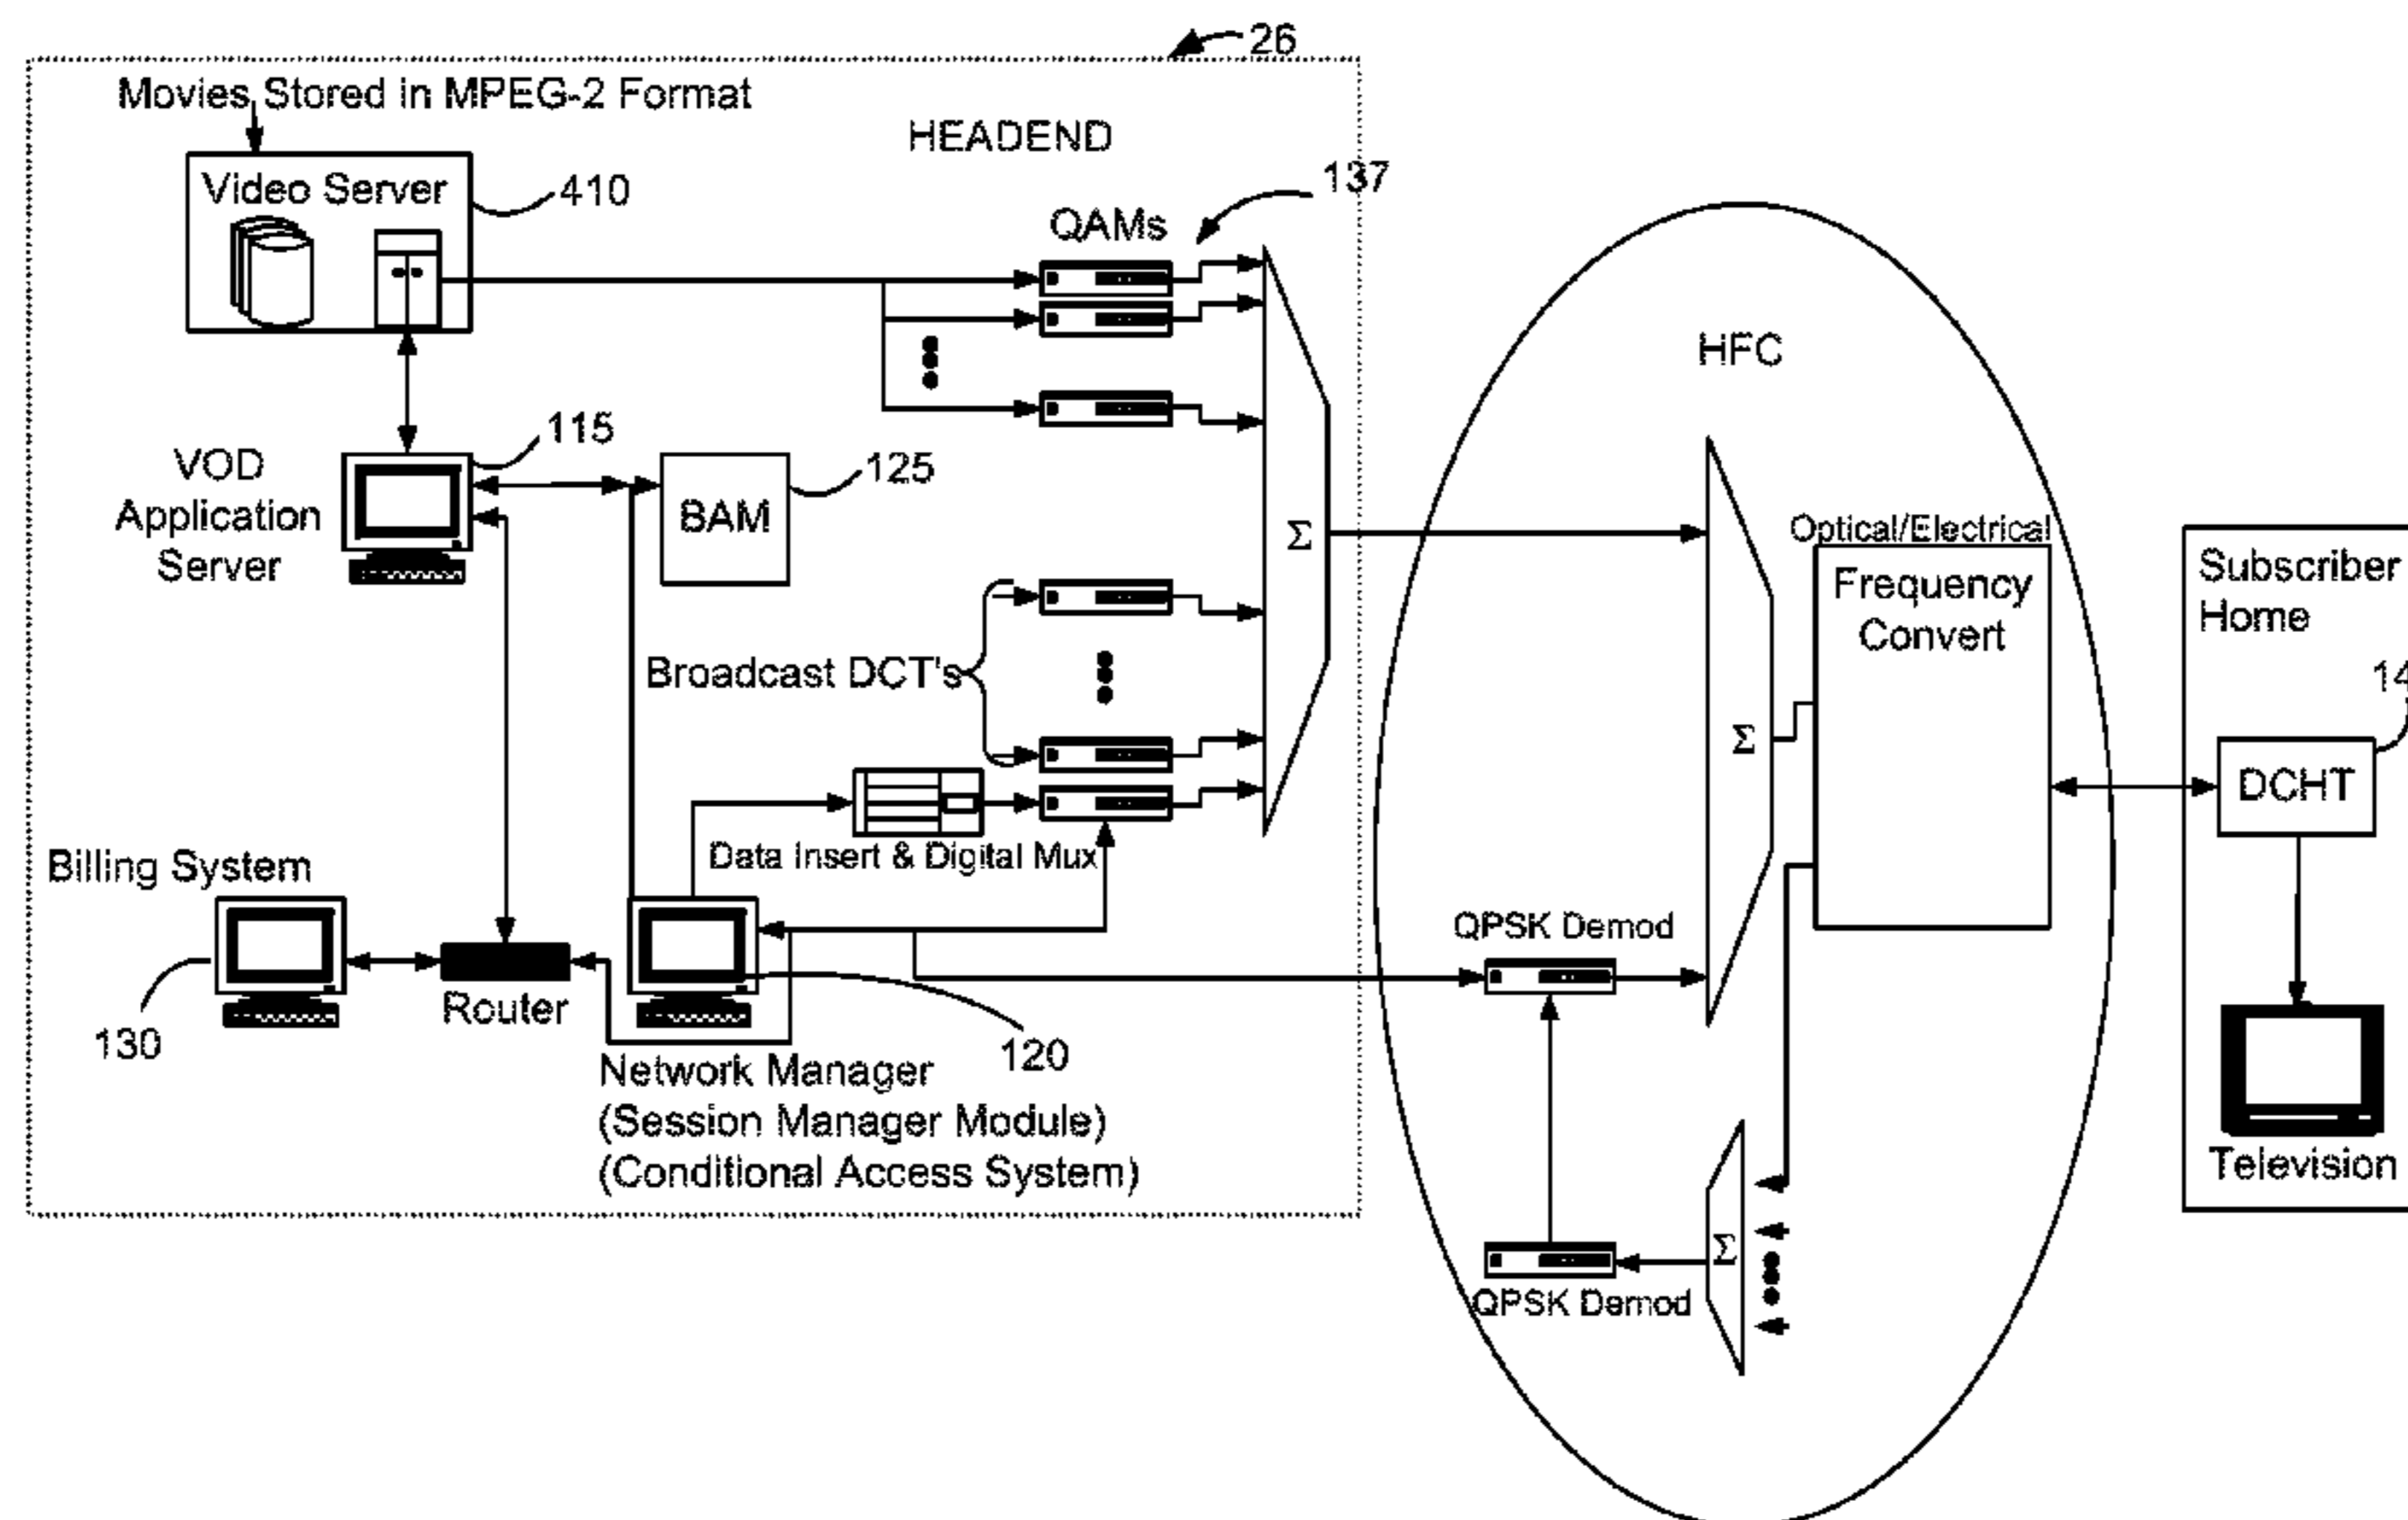 26
Movies Stored in MPEG-2 Format
HEADEND
137
Video Server
410
QAMs
HFC
115
VOD
Application
Server
125
BAM
Σ
Optical/Electrical
Frequency
Convert
Subscriber
Home
14
Broadcast DCT's
Σ
DCHT
Data Insert & Digital Mux
Billing System
QPSK Demod
Router
130
120
Network Manager
(Session Manager Module)
(Conditional Access System)
Television
Σ
QPSK Demod